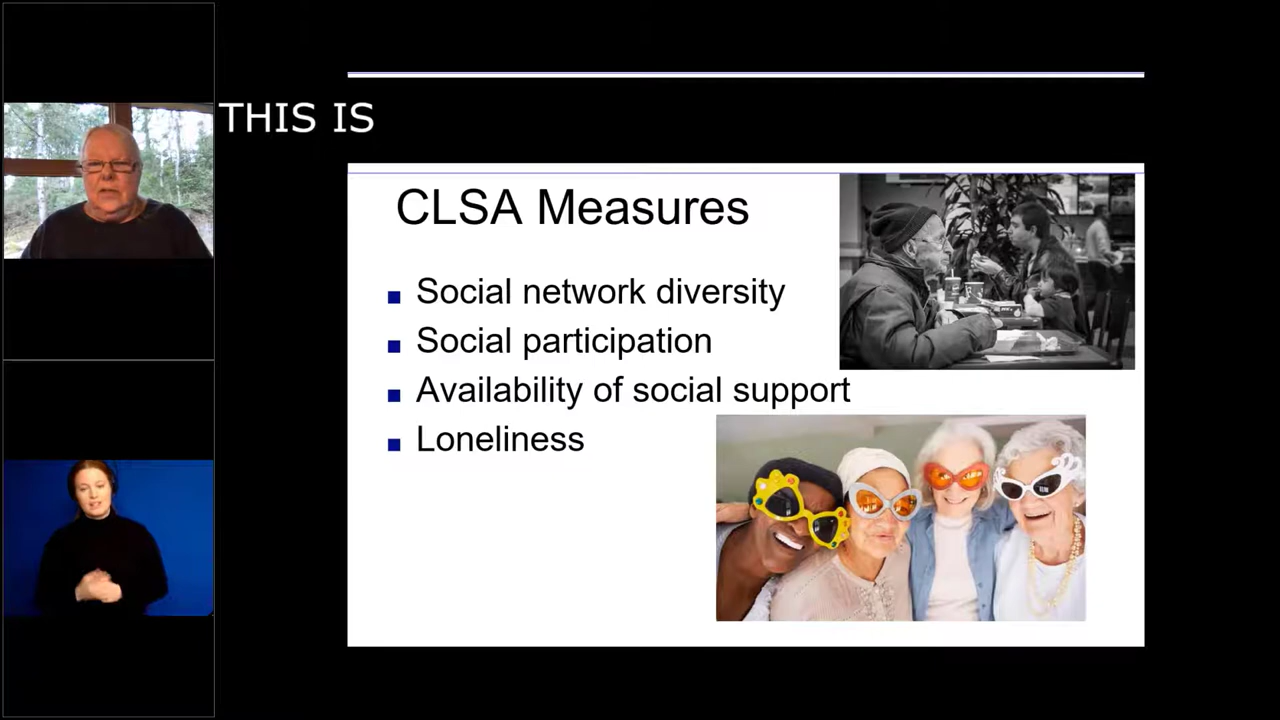 THIS IS
CLSA Measures
Social network diversity
Social participation
Availability of social support
Loneliness